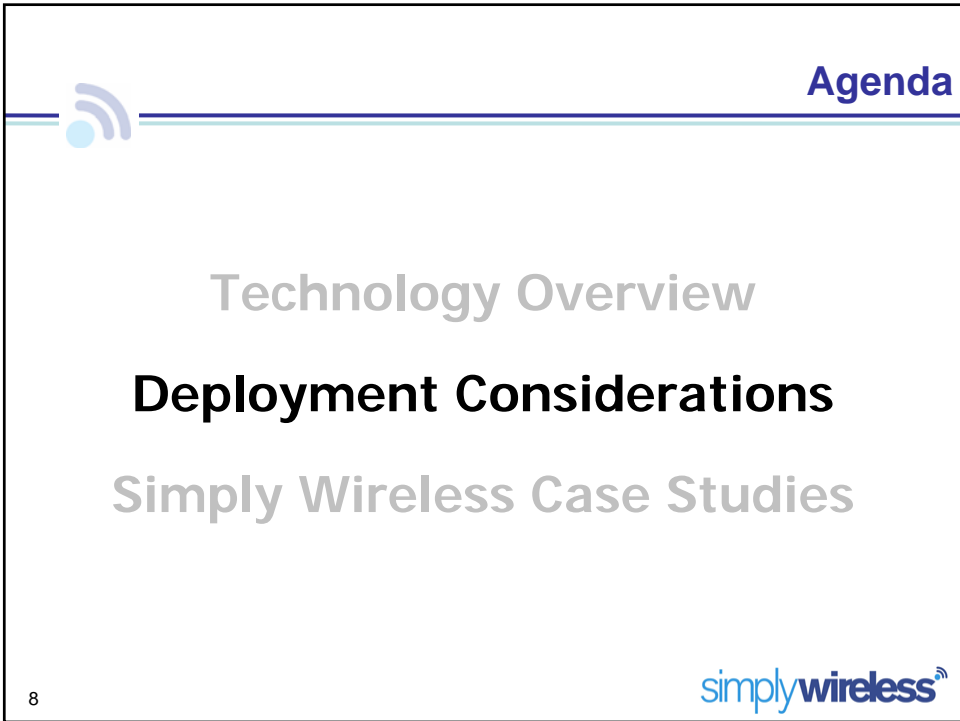 Agenda
Technology Overview
Deployment Considerations
Simply Wireless Case Studies
8
simplywireless